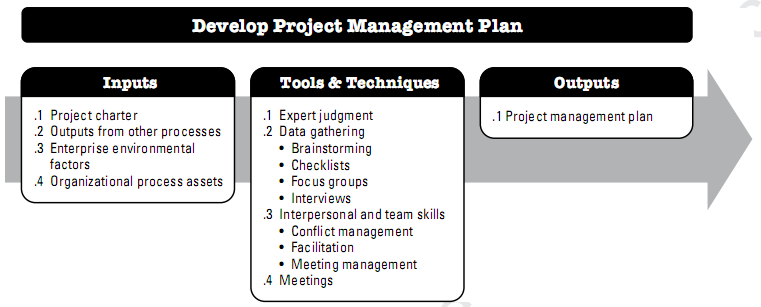 Develop Project Management Plan
Inputs
.1 Project charter
.2 Outputs from other processes
.3 Enterprise environmental
factors
.4 Organizational process assets
Tools & Techniques
.1 Expert judgment
.2 Data gathering
• Brainstorming
• Checklists
• Focus groups
• Interviews
.3 Interpersonal and team skills
• Conflict management
• Facilitation
• Meeting management
.4 Meetings
Outputs
.1 Project management plan